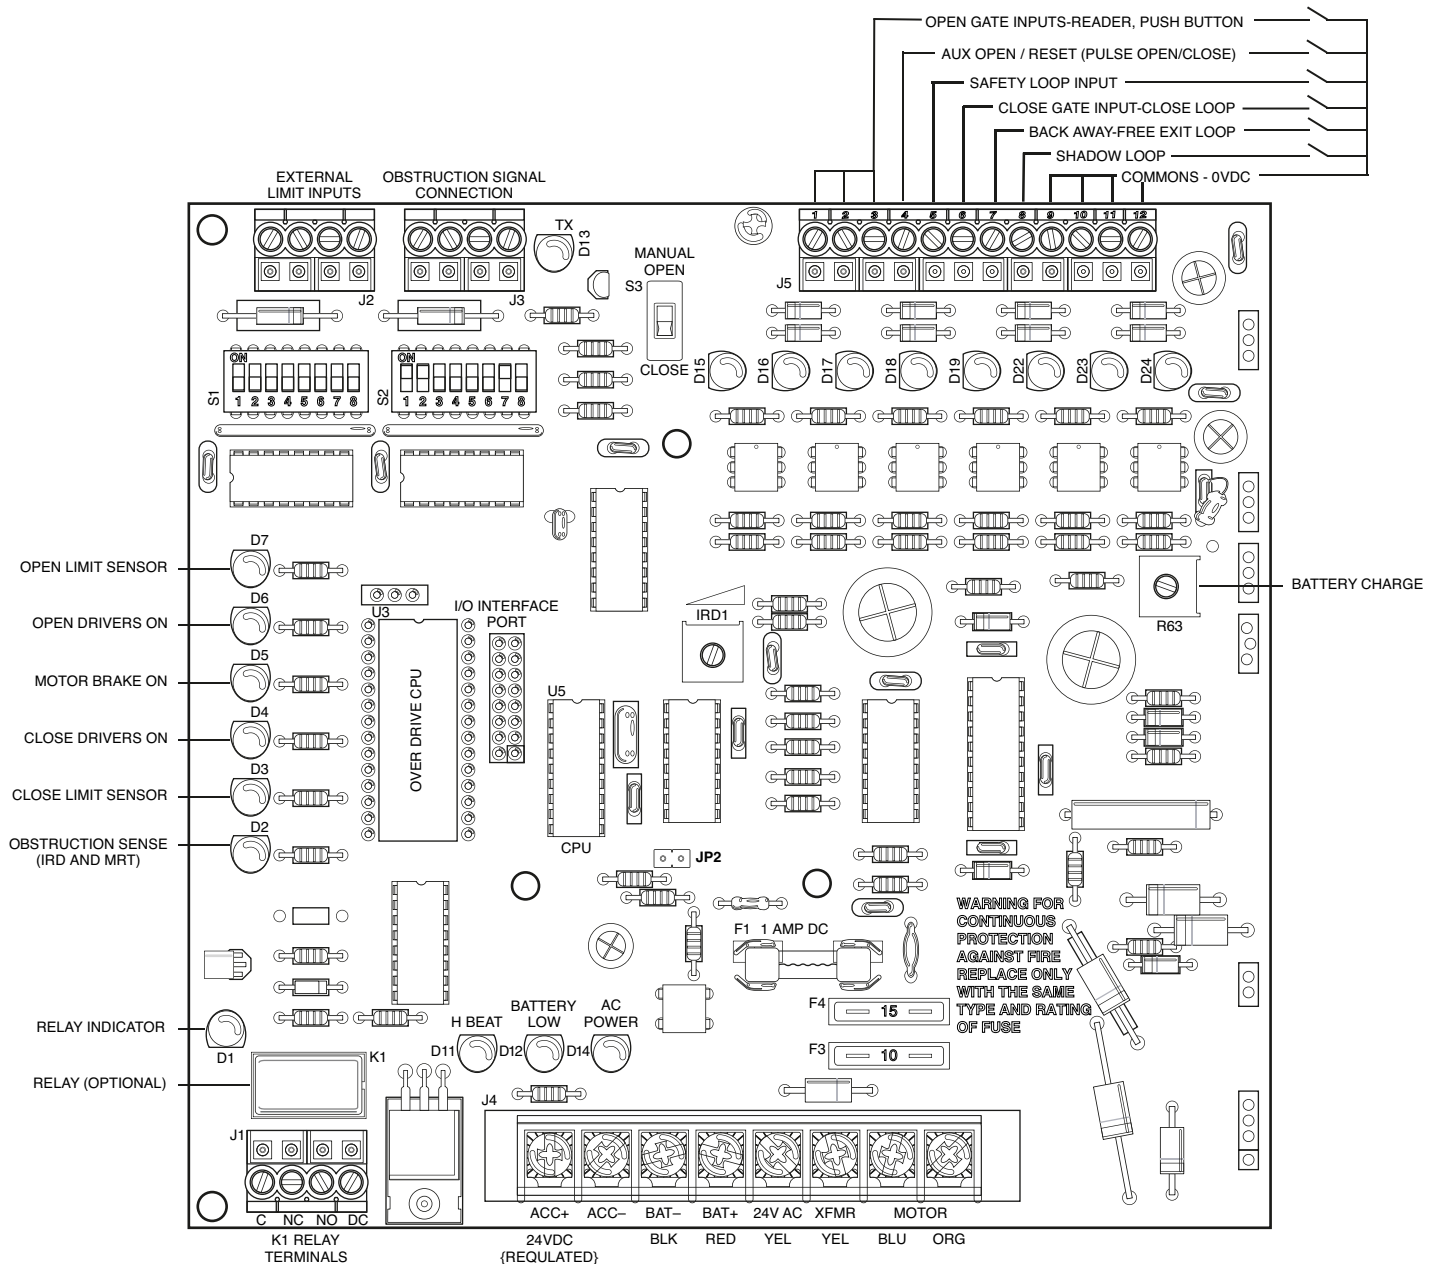 OPEN GATE INPUTS-READER, PUSH BUTTON
AUX OPEN / RESET (PULSE OPEN/CLOSE)
SAFETY LOOP INPUT
CLOSE GATE INPUT-CLOSE LOOP
BACK AWAY-FREE EXIT LOOP
SHADOW LOOP
COMMONS - 0VDC
EXTERNAL
LIMIT INPUTS
OBSTRUCTION SIGNAL
CONNECTION
1 2 3 4 5 6 7 8 9 10 11 12
TX
D13
J2
J3
J5
MANUAL
OPEN
S3
CLOSE
ON
1 2 3 4 5 6 7 8
S1
ON
1 2 3 4 5 6 7 8
S2
D15
D16
D17
D18
D19
D22
D23
D24
OPEN LIMIT SENSOR
D7
OPEN DRIVERS ON
D6
MOTOR BRAKE ON
D5
CLOSE DRIVERS ON
D4
CLOSE LIMIT SENSOR
D3
OBSTRUCTION SENSE
(IRD AND MRT)
D2
U3
OVER DRIVE CPU
I/O INTERFACE
PORT
IRD1
BATTERY CHARGE
R63
U5
CPU
JP2
F1 1 AMP DC
WARNING FOR
CONTINUOUS
PROTECTION
AGAINST FIRE
REPLACE ONLY
WITH THE SAME
TYPE AND RATING
OF FUSE
F4
15
F3
10
RELAY INDICATOR
D1
H BEAT
D11
BATTERY
LOW
D12
AC
POWER
D14
RELAY (OPTIONAL)
K1
J1
J4
C NC NO DC
K1 RELAY
TERMINALS
ACC+ ACC– BAT– BAT+ 24V AC XFMR MOTOR
24VDC BLK RED YEL YEL BLU ORG
{REQULATED}